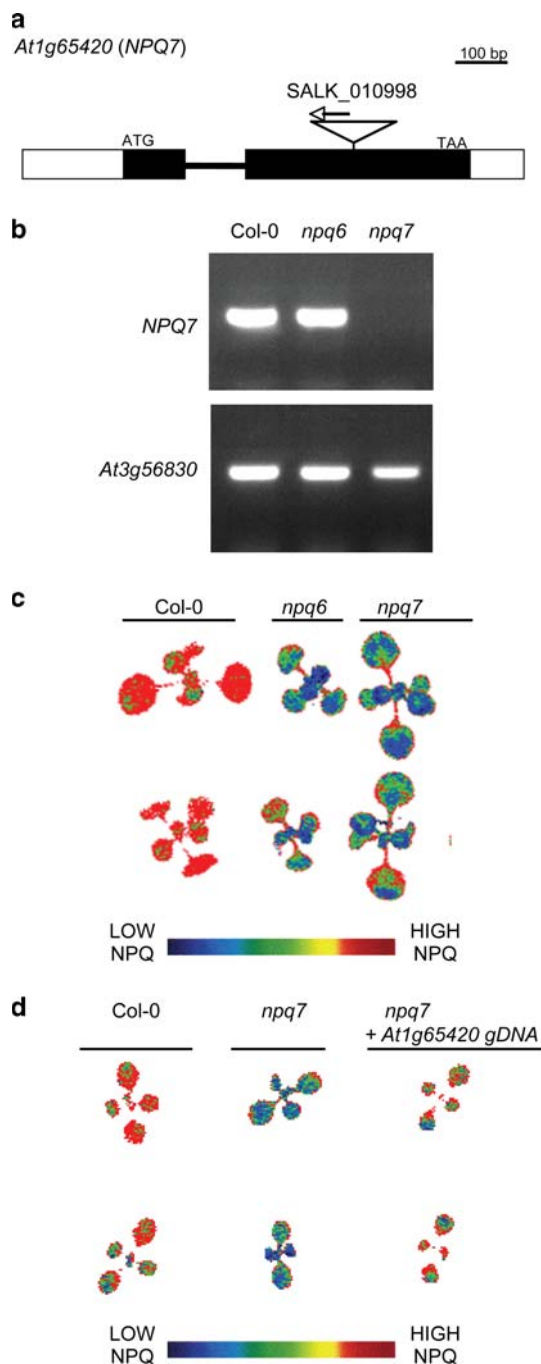 a
At1g65420 (NPQ7)
100 bp
SALK_010998
ATG
TAA
b
Col-0 npq6 npq7
NPQ7
At3g56830
c
Col-0 npq6 npq7
LOW NPQ
HIGH NPQ
d
Col-0 npq7 npq7
+ At1g65420 gDNA
LOW NPQ
HIGH NPQ